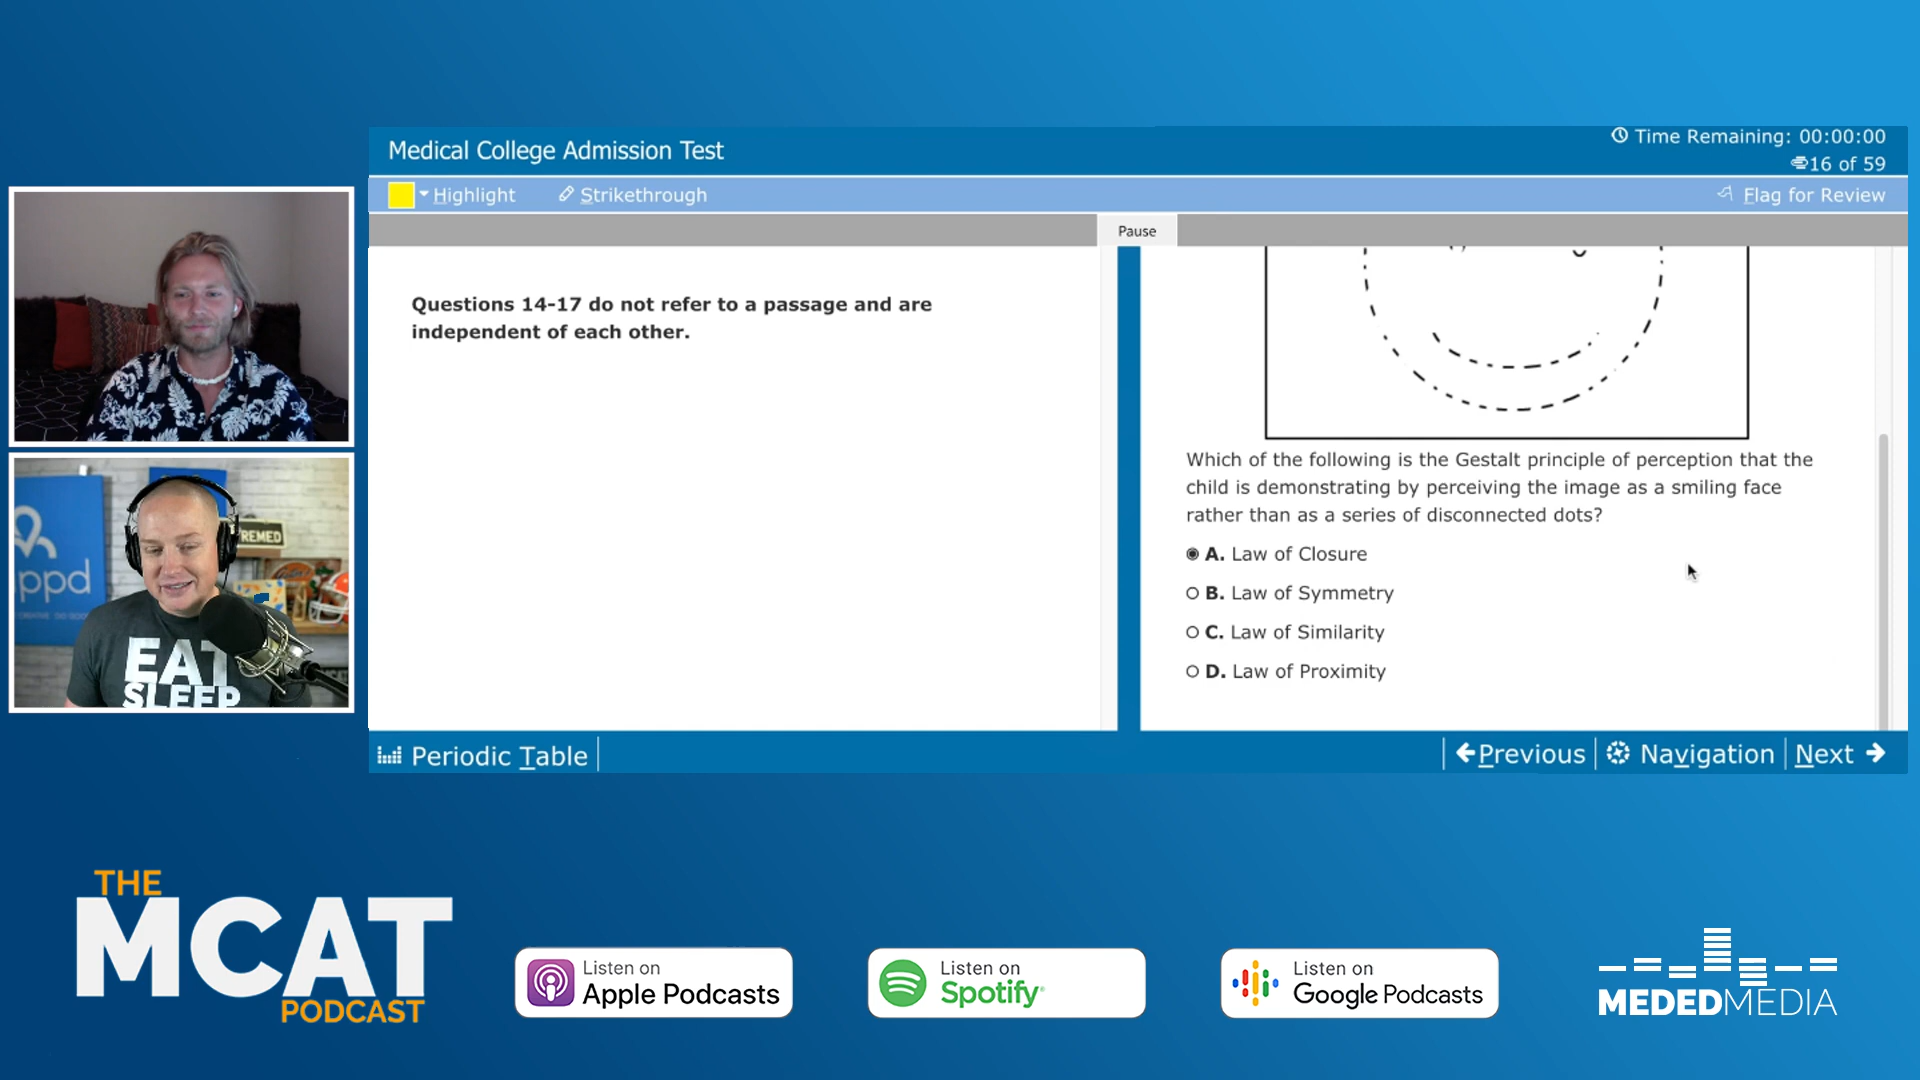 Medical College Admission Test
Time Remaining: 00:00:00
16 of 59
Highlight
Strikethrough
Flag for Review
Pause
Questions 14-17 do not refer to a passage and are
independent of each other.
Which of the following is the Gestalt principle of perception that the
child is demonstrating by perceiving the image as a smiling face
rather than as a series of disconnected dots?
A. Law of Closure
B. Law of Symmetry
C. Law of Similarity
D. Law of Proximity
Periodic Table
Previous
Navigation
Next
ppd
REMED
EAT
SLEEP
THE
MCAT
PODCAST
Listen on
Apple Podcasts
Listen on
Spotify
Listen on
Google Podcasts
MEDEDMEDIA